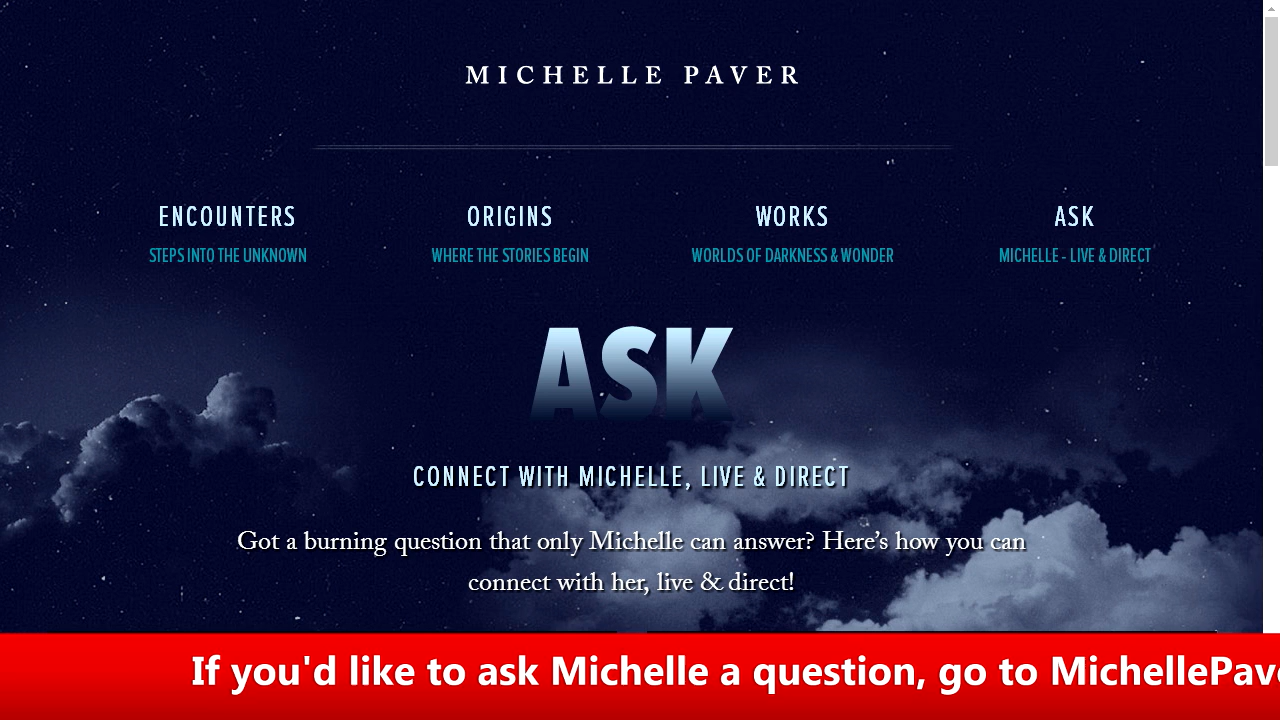 MICHELLE PAVER
ENCOUNTERS
STEPS INTO THE UNKNOWN
ORIGINS
WHERE THE STORIES BEGIN
WORKS
WORLDS OF DARKNESS & WONDER
ASK
MICHELLE - LIVE & DIRECT
ASK
CONNECT WITH MICHELLE, LIVE & DIRECT
Got a burning question that only Michelle can answer? Here’s how you can
connect with her, live & direct!
If you'd like to ask Michelle a question, go to MichellePave